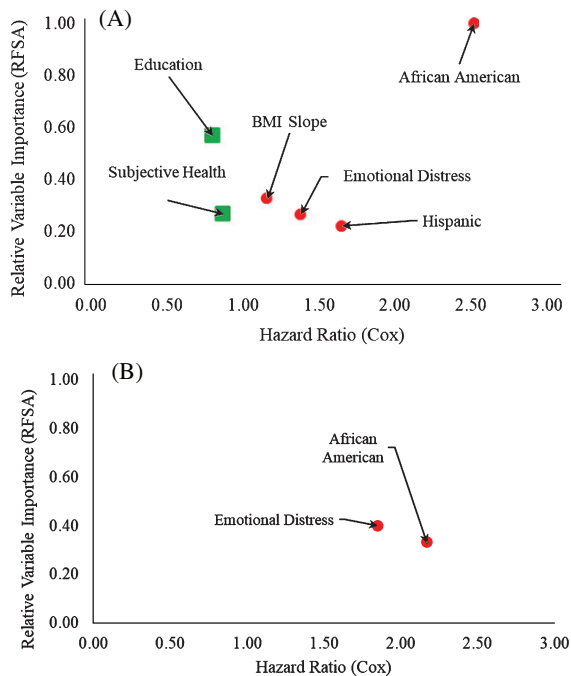 (A)
Relative Variable Importance (RFSA)
1.00
0.80
0.60
0.40
0.20
0.00
Education
African American
BMI Slope
Subjective Health
Emotional Distress
Hispanic
0.00 0.50 1.00 1.50 2.00 2.50 3.00
Hazard Ratio (Cox)
(B)
Relative Variable Importance (RFSA)
1.00
0.80
0.60
0.40
0.20
0.00
African
American
Emotional Distress
0.00 0.50 1.00 1.50 2.00 2.50 3.00
Hazard Ratio (Cox)